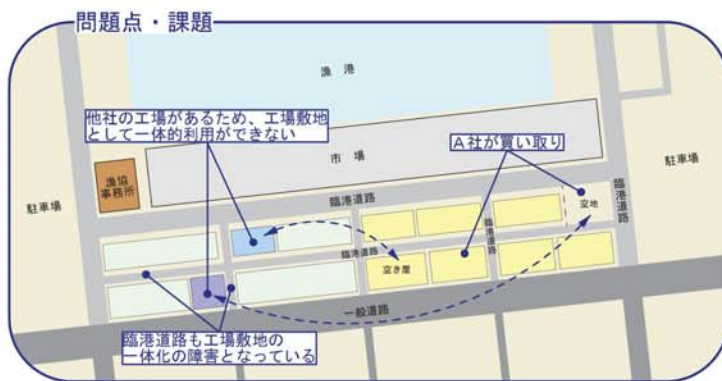 問題点・課題
漁 港
他社の工場があるため、工場敷地
として一体的利用ができない
A社が買い取り
市 場
漁協
事務所
駐車場
駐車場
臨港道路
臨港道路
空地
臨港道路
臨港道路
空き屋
一般道路
臨港道路も工場敷地の
一体化の障害となっている